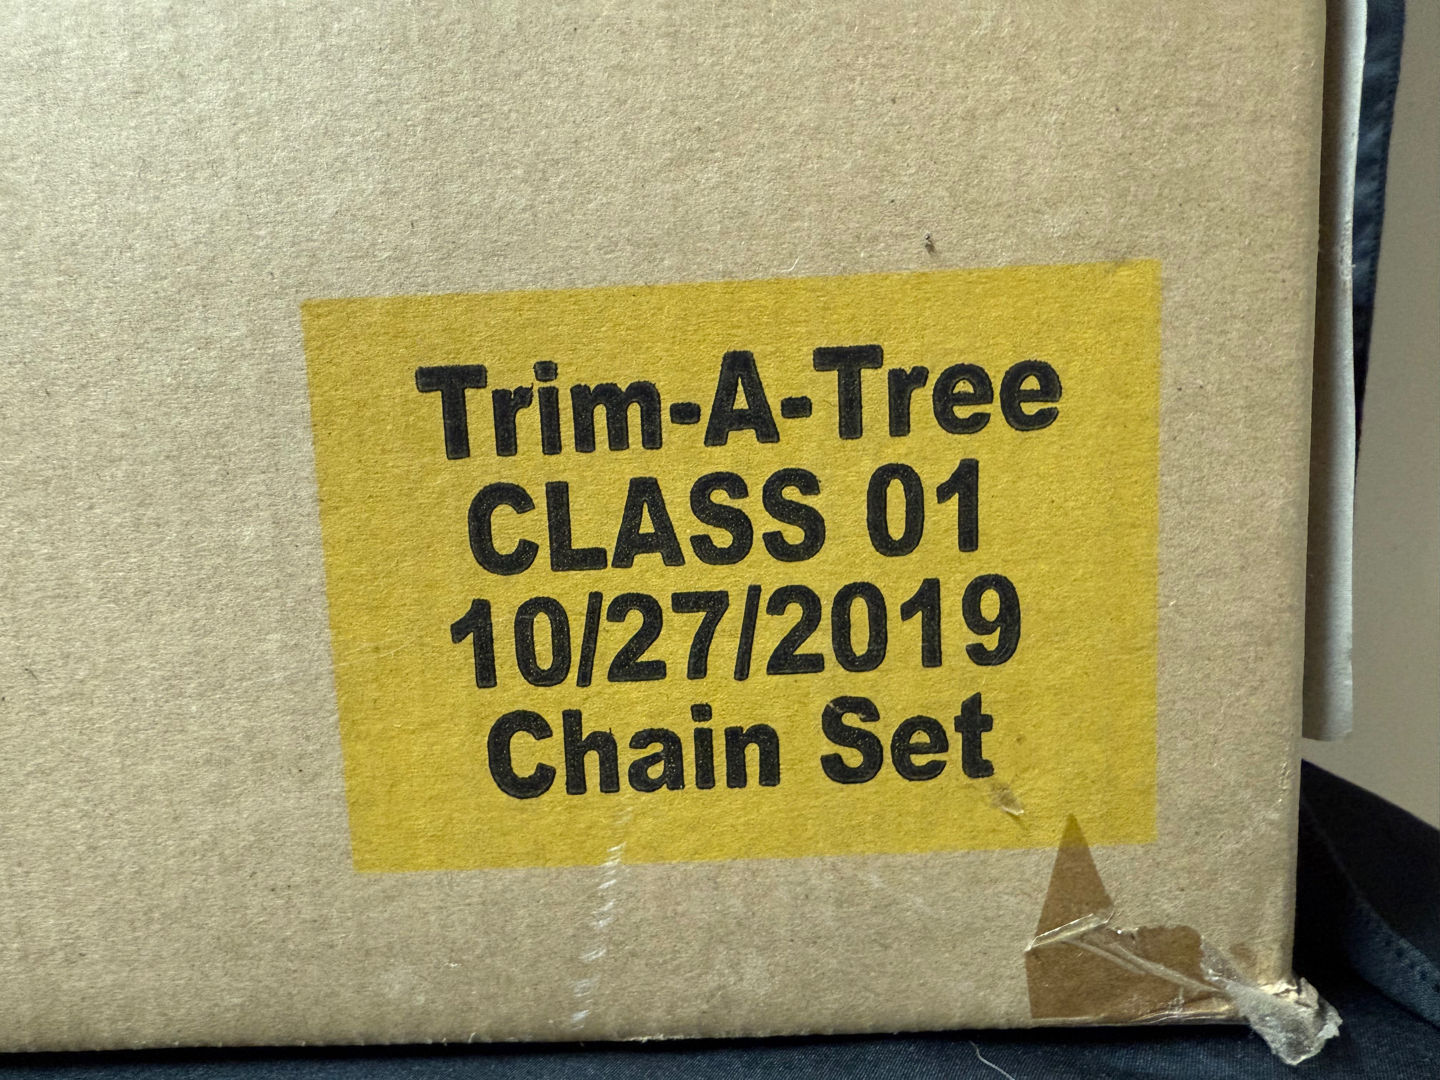 Trim-A-Tree
CLASS 01
10/27/2019
Chain Set